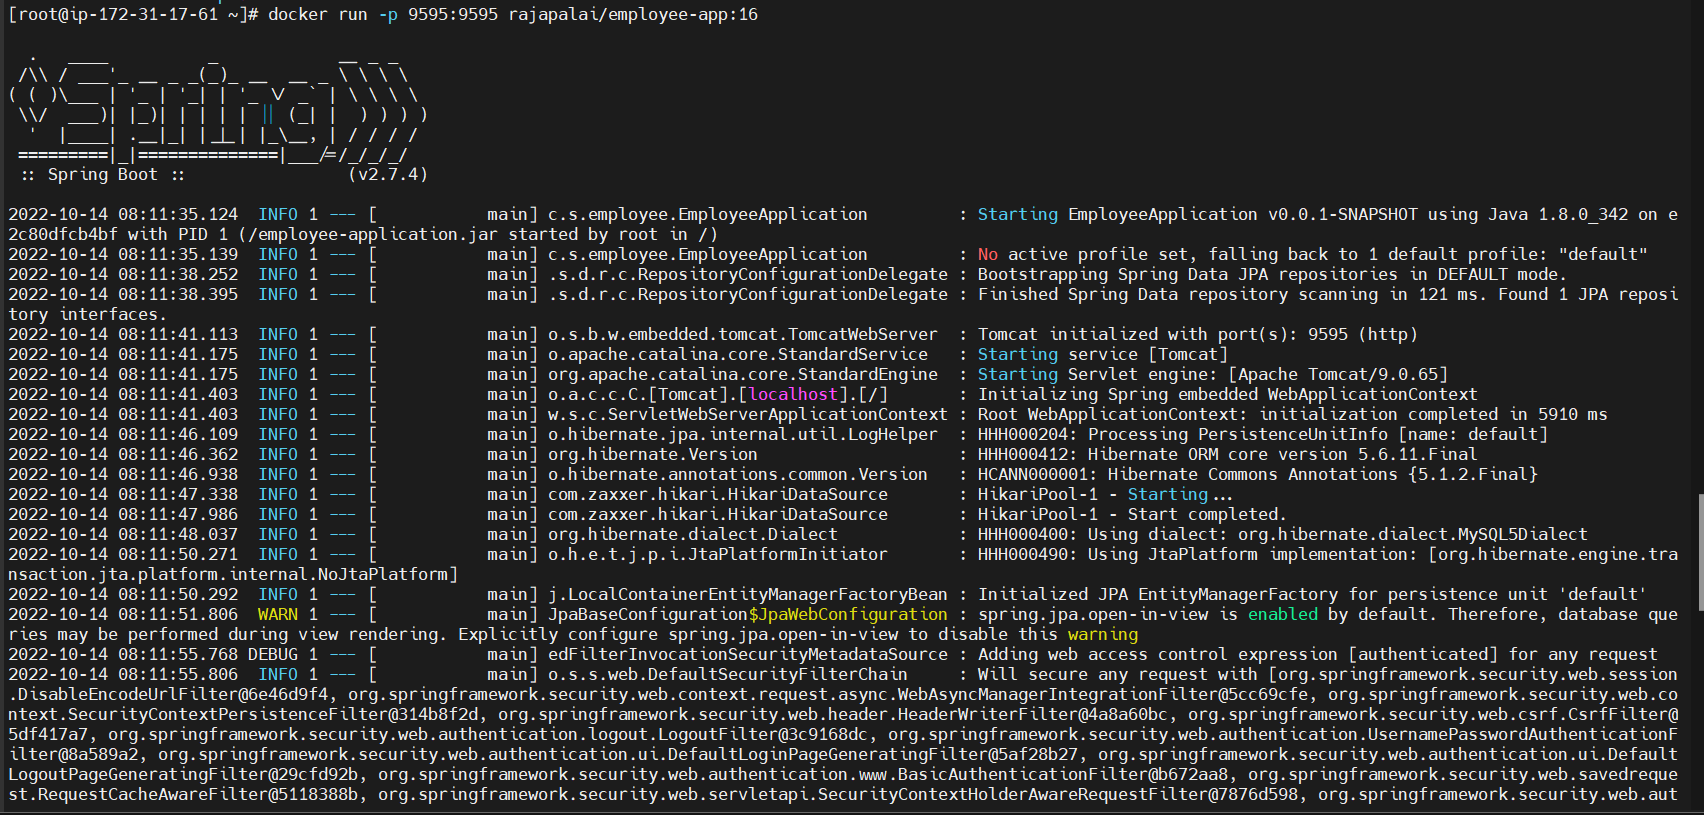 [root@ip-172-31-17-61 ~]# docker run -p 9595:9595 rajapalai/employee-app:16
  .   ____          _            __ _ _
 /\\ / ___'_ __ _ _(_)_ __  __ _ \ \ \ \
( ( )\___ | '_ | '_| | '_ \/ _` | \ \ \ \
 \\/  ___)| |_)| | | | | || (_| |  ) ) ) )
  '  |____| .__|_| |_|_| |_\__, | / / / /
 =========|_|==============|___/=/_/_/_/
 :: Spring Boot ::                (v2.7.4)
2022-10-14 08:11:35.124  INFO 1 --- [           main] c.s.employee.EmployeeApplication         : Starting EmployeeApplication v0.0.1-SNAPSHOT using Java 1.8.0_342 on e
2c80dfcb4bf with PID 1 (/employee-application.jar started by root in /)
2022-10-14 08:11:35.139  INFO 1 --- [           main] c.s.employee.EmployeeApplication         : No active profile set, falling back to 1 default profile: "default"
2022-10-14 08:11:38.252  INFO 1 --- [           main] .s.d.r.c.RepositoryConfigurationDelegate : Bootstrapping Spring Data JPA repositories in DEFAULT mode.
2022-10-14 08:11:38.395  INFO 1 --- [           main] .s.d.r.c.RepositoryConfigurationDelegate : Finished Spring Data repository scanning in 121 ms. Found 1 JPA reposi
tory interfaces.
2022-10-14 08:11:41.113  INFO 1 --- [           main] o.s.b.w.embedded.tomcat.TomcatWebServer  : Tomcat initialized with port(s): 9595 (http)
2022-10-14 08:11:41.175  INFO 1 --- [           main] o.apache.catalina.core.StandardService   : Starting service [Tomcat]
2022-10-14 08:11:41.175  INFO 1 --- [           main] org.apache.catalina.core.StandardEngine  : Starting Servlet engine: [Apache Tomcat/9.0.65]
2022-10-14 08:11:41.403  INFO 1 --- [           main] o.a.c.c.C.[Tomcat].[localhost].[/]       : Initializing Spring embedded WebApplicationContext
2022-10-14 08:11:41.403  INFO 1 --- [           main] w.s.c.ServletWebServerApplicationContext : Root WebApplicationContext: initialization completed in 5910 ms
2022-10-14 08:11:46.109  INFO 1 --- [           main] o.hibernate.jpa.internal.util.LogHelper  : HHH000204: Processing PersistenceUnitInfo [name: default]
2022-10-14 08:11:46.362  INFO 1 --- [           main] org.hibernate.Version                    : HHH000412: Hibernate ORM core version 5.6.11.Final
2022-10-14 08:11:46.938  INFO 1 --- [           main] o.hibernate.annotations.common.Version   : HCANN000001: Hibernate Commons Annotations {5.1.2.Final}
2022-10-14 08:11:47.338  INFO 1 --- [           main] com.zaxxer.hikari.HikariDataSource       : HikariPool-1 - Starting...
2022-10-14 08:11:47.986  INFO 1 --- [           main] com.zaxxer.hikari.HikariDataSource       : HikariPool-1 - Start completed.
2022-10-14 08:11:48.037  INFO 1 --- [           main] org.hibernate.dialect.Dialect            : HHH000400: Using dialect: org.hibernate.dialect.MySQL5Dialect
2022-10-14 08:11:50.271  INFO 1 --- [           main] o.h.e.t.j.p.i.JtaPlatformInitiator       : HHH000490: Using JtaPlatform implementation: [org.hibernate.engine.tra
nsaction.jta.platform.internal.NoJtaPlatform]
2022-10-14 08:11:50.292  INFO 1 --- [           main] j.LocalContainerEntityManagerFactoryBean : Initialized JPA EntityManagerFactory for persistence unit 'default'
2022-10-14 08:11:51.806  WARN 1 --- [           main] JpaBaseConfiguration$JpaWebConfiguration : spring.jpa.open-in-view is enabled by default. Therefore, database que
ries may be performed during view rendering. Explicitly configure spring.jpa.open-in-view to disable this warning
2022-10-14 08:11:55.768 DEBUG 1 --- [           main] edFilterInvocationSecurityMetadataSource : Adding web access control expression [authenticated] for any request
2022-10-14 08:11:55.806  INFO 1 --- [           main] o.s.s.web.DefaultSecurityFilterChain     : Will secure any request with [org.springframework.security.web.session
.DisableEncodeUrlFilter@6e46d9f4, org.springframework.security.web.context.request.async.WebAsyncManagerIntegrationFilter@5cc69cfe, org.springframework.security.web.co
ntext.SecurityContextPersistenceFilter@314b8f2d, org.springframework.security.web.header.HeaderWriterFilter@4a8a60bc, org.springframework.security.web.csrf.CsrfFilter@
5df417a7, org.springframework.security.web.authentication.logout.LogoutFilter@3c9168dc, org.springframework.security.web.authentication.UsernamePasswordAuthenticationF
ilter@8a589a2, org.springframework.security.web.authentication.ui.DefaultLoginPageGeneratingFilter@5af28b27, org.springframework.security.web.authentication.ui.Default
LogoutPageGeneratingFilter@29cfd92b, org.springframework.security.web.authentication.www.BasicAuthenticationFilter@b672aa8, org.springframework.security.web.savedreque
st.RequestCacheAwareFilter@5118388b, org.springframework.security.web.servletapi.SecurityContextHolderAwareRequestFilter@7876d598, org.springframework.security.web.aut